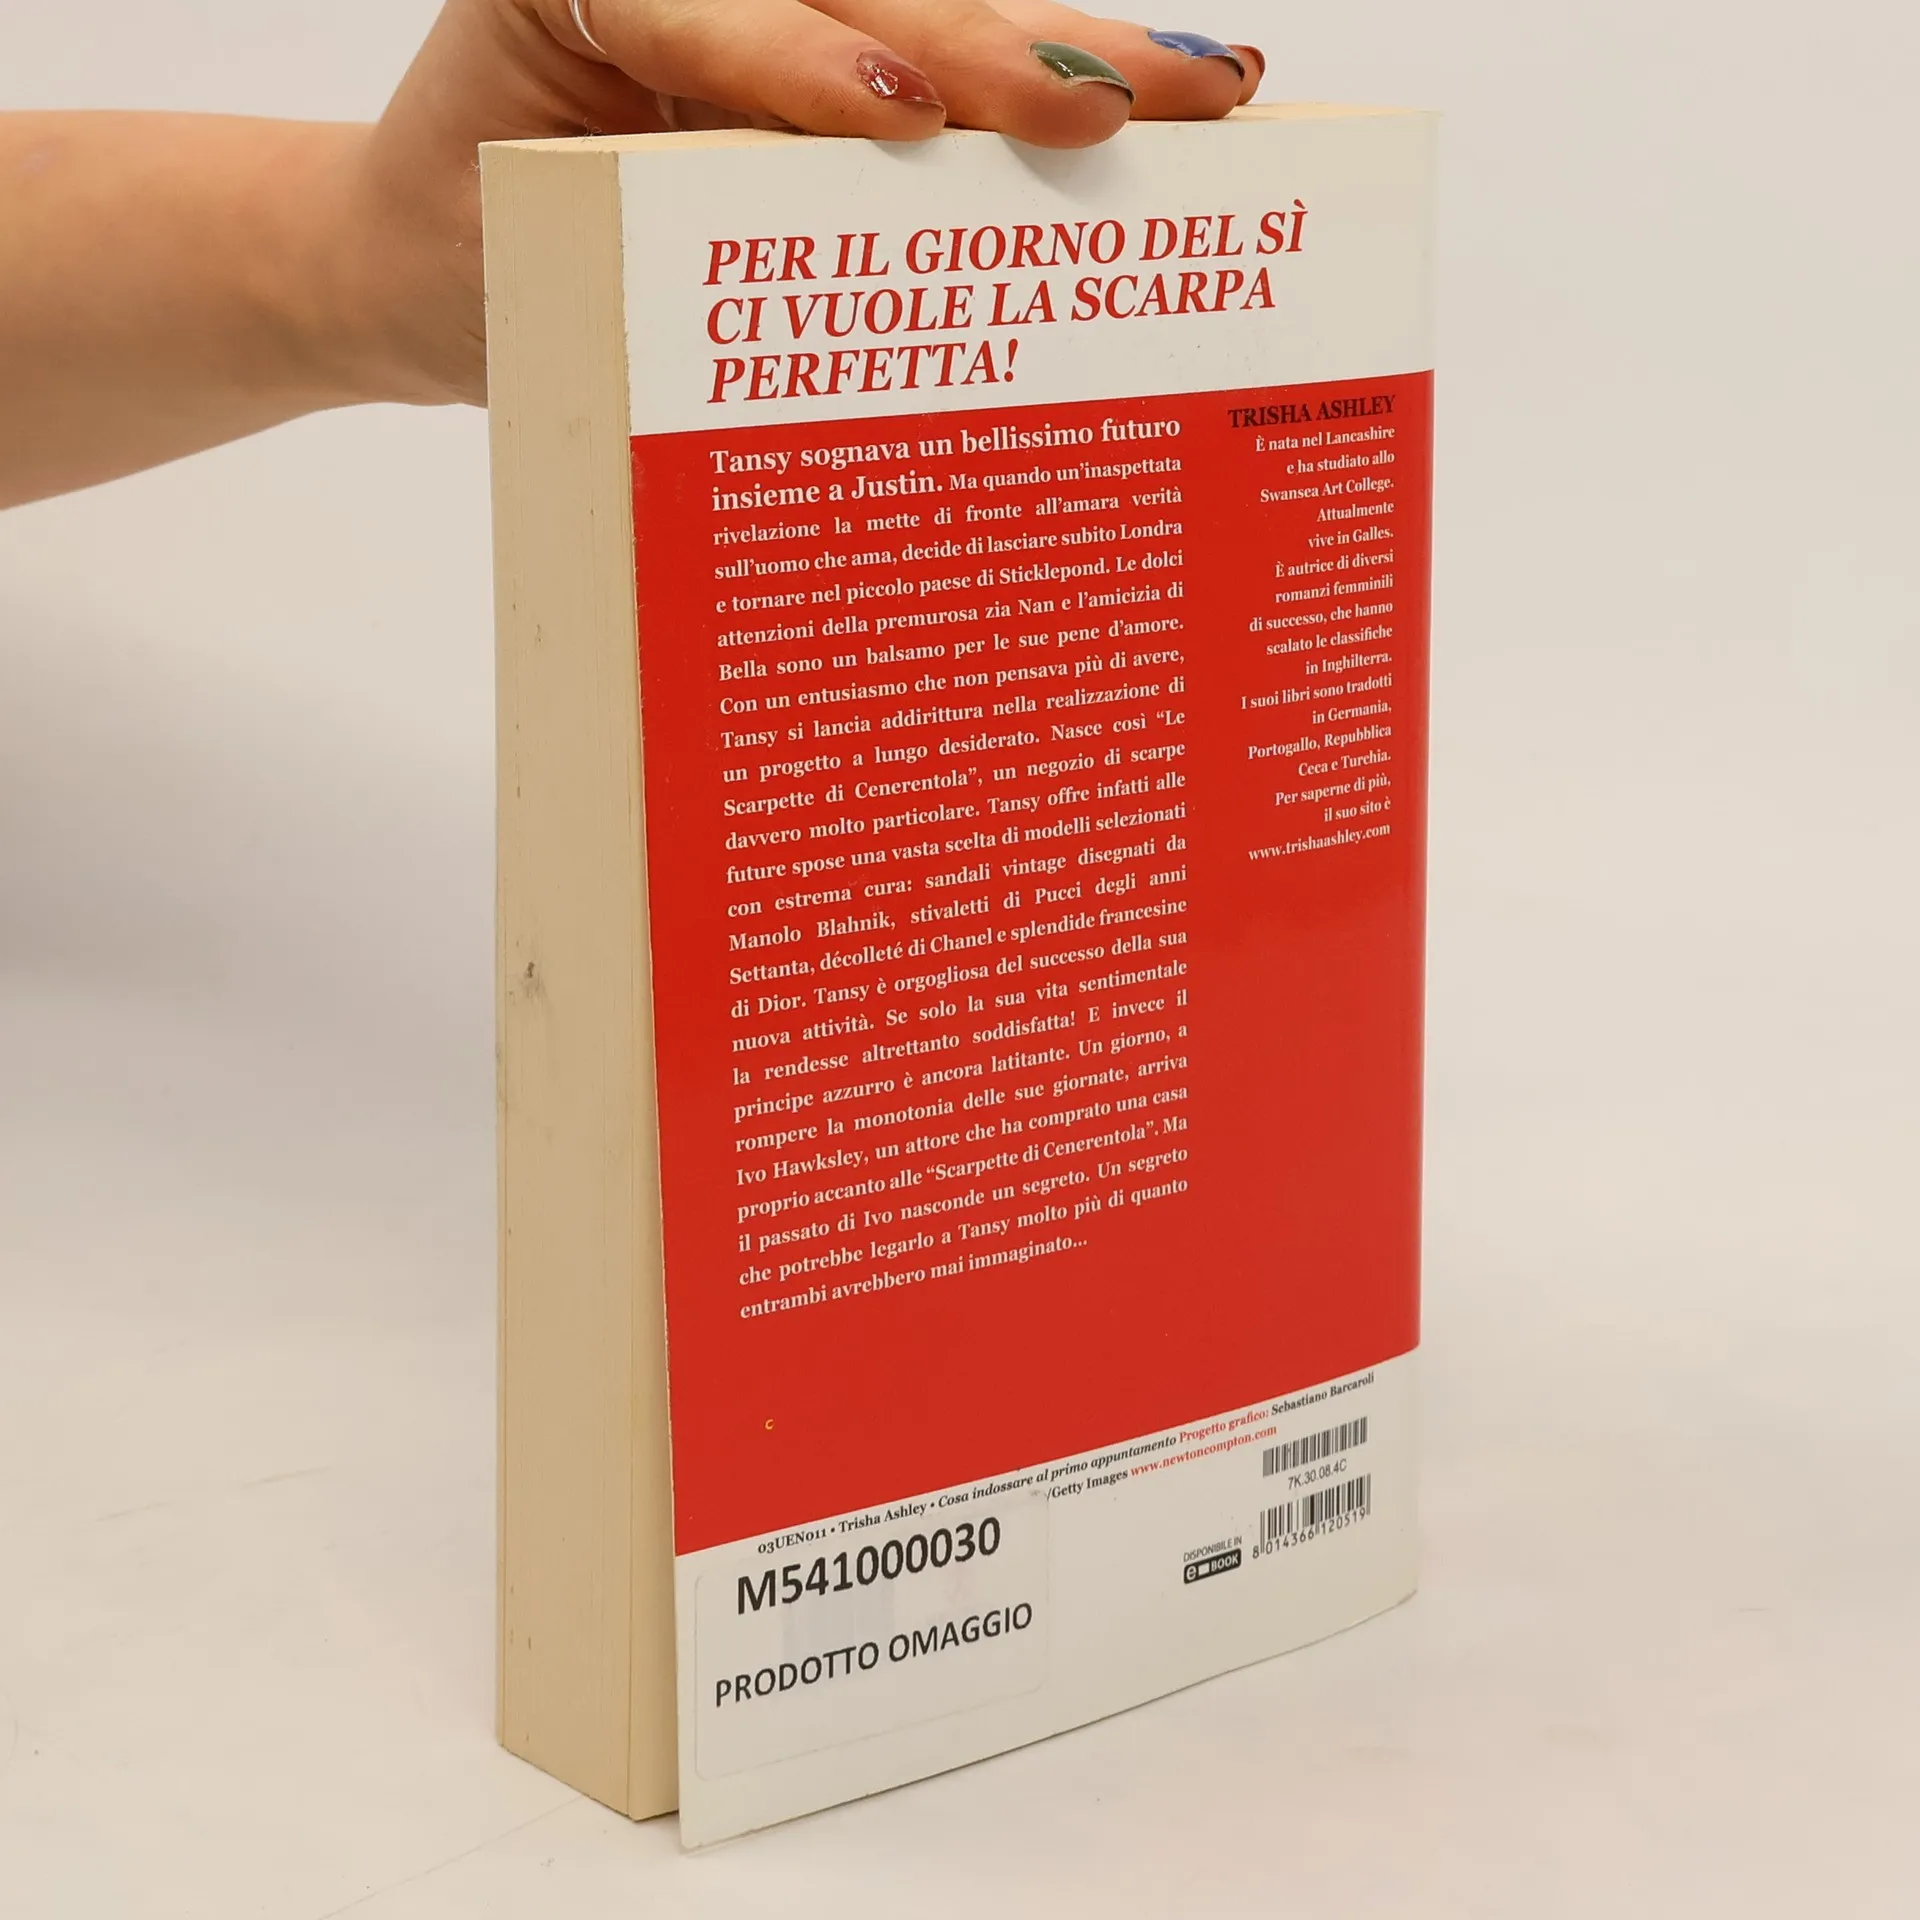 PER IL GIORNO DEL SÌ
CI VUOLE LA SCARPA
PERFETTA!
Tansy sognava un bellissimo futuro
insieme a Justin. Ma quando un'inaspettata
rivelazione la mette di fronte all'amara verità
sull'uomo che ama, decide di lasciare subito Londra
e tornare nel piccolo paese di Sticklepond. Le dolci
attenzioni della premurosa zia Nan e l'amicizia di
Bella sono un balsamo per le sue pene d'amore.
Con un entusiasmo che non pensava più di avere,
Tansy si lancia addirittura nella realizzazione di
un progetto a lungo desiderato. Nasce così “Le
Scarpette di Cenerentola”, un negozio di scarpe
davvero molto particolare. Tansy offre infatti alle
future spose una vasta scelta di modelli selezionati
con estrema cura: sandali vintage disegnati da
Manolo Blahnik, stivaletti di Pucci degli anni
Settanta, décolleté di Chanel e splendide francesine
di Dior. Tansy è orgogliosa del successo della sua
nuova attività. Se solo la sua vita sentimentale
la rendesse altrettanto soddisfatta! E invece il
principe azzurro è ancora latitante. Un giorno, a
rompere la monotonia delle sue giornate, arriva
Ivo Hawksley, un attore che ha comprato una casa
proprio accanto alle “Scarpette di Cenerentola”. Ma
il passato di Ivo nasconde un segreto. Un segreto
che potrebbe legarlo a Tansy molto più di quanto
entrambi avrebbero mai immaginato...
TRISHA ASHLEY
È nata nel Lancashire
e ha studiato allo
Swansea Art College.
Attualmente
vive in Galles.
È autrice di diversi
romanzi femminili
di successo, che hanno
scalato le classifiche
in Inghilterra.
I suoi libri sono tradotti
in Germania,
Portogallo, Repubblica
Ceca e Turchia.
Per saperne di più,
il suo sito è
www.trishaashley.com
c
03UEN011 • Trisha Ashley • Cosa indossare al primo appuntamento Progetto grafico: Sebastiano Barcaroli
/Getty Images www.newtoncompton.com
7K.30.08.4C
8 014366 120519
DISPONIBILE IN
e BOOK
M541000030
PRODOTTO OMAGGIO